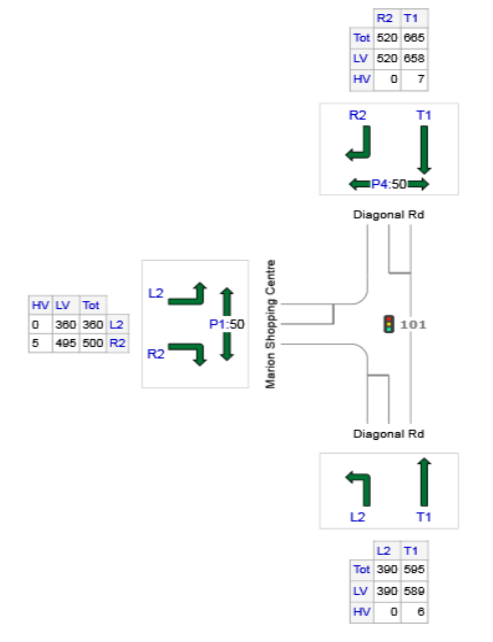 R2 T1
Tot 520 665
LV 520 658
HV 0 7
R2 T1
P4:50
Diagonal Rd
Marion Shopping Centre
L2
P1:50
R2
HV LV Tot
0 360 360 L2
5 495 500 R2
101
Diagonal Rd
L2 T1
L2 T1
Tot 390 595
LV 390 589
HV 0 6